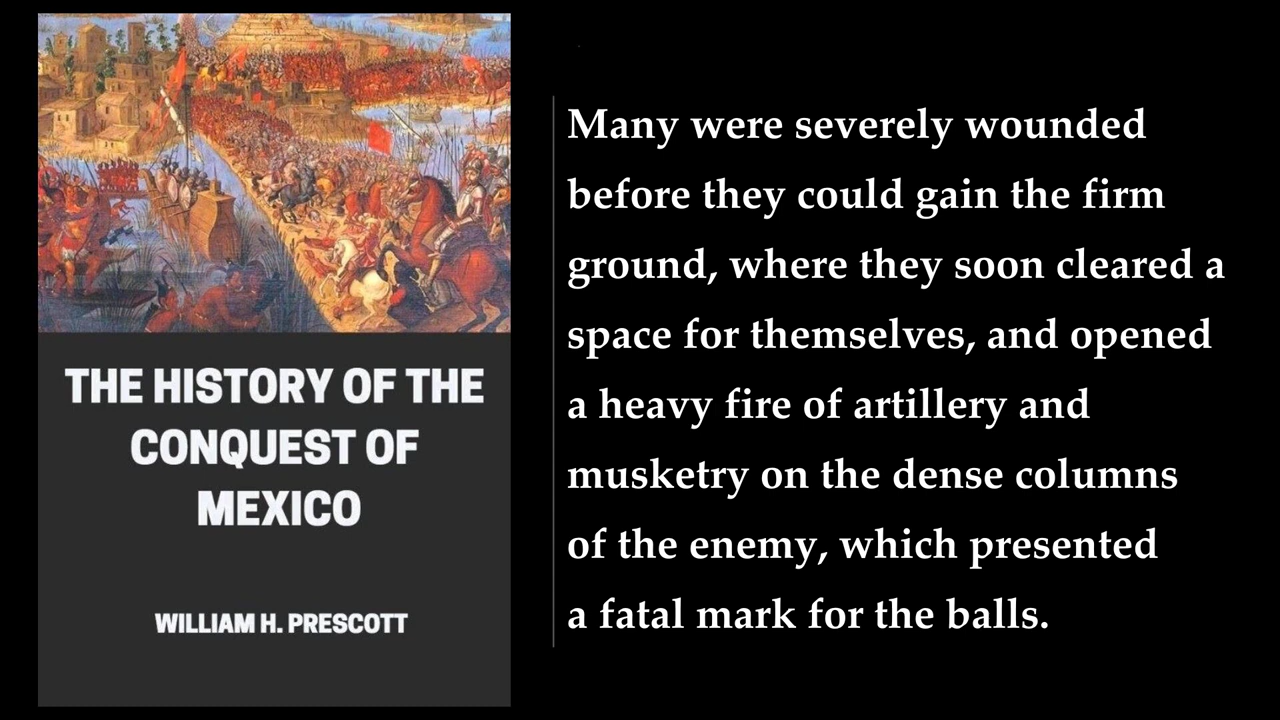 THE HISTORY OF THE
CONQUEST OF
MEXICO
WILLIAM H. PRESCOTT
Many were severely wounded
before they could gain the firm
ground, where they soon cleared a
space for themselves, and opened
a heavy fire of artillery and
musketry on the dense columns
of the enemy, which presented
a fatal mark for the balls.